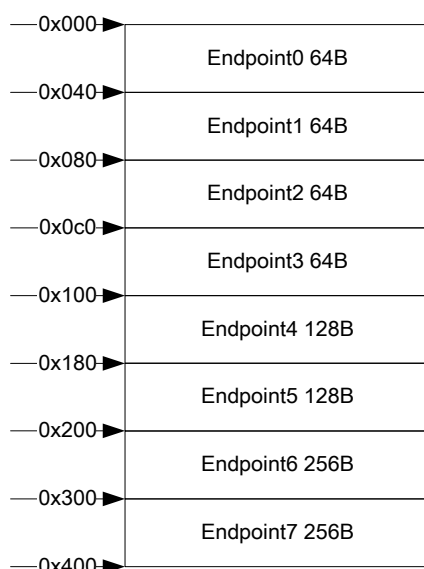 0x000
Endpoint0 64B
0x040
Endpoint1 64B
0x080
Endpoint2 64B
0x0c0
Endpoint3 64B
0x100
Endpoint4 128B
0x180
Endpoint5 128B
0x200
Endpoint6 256B
0x300
Endpoint7 256B
0x400